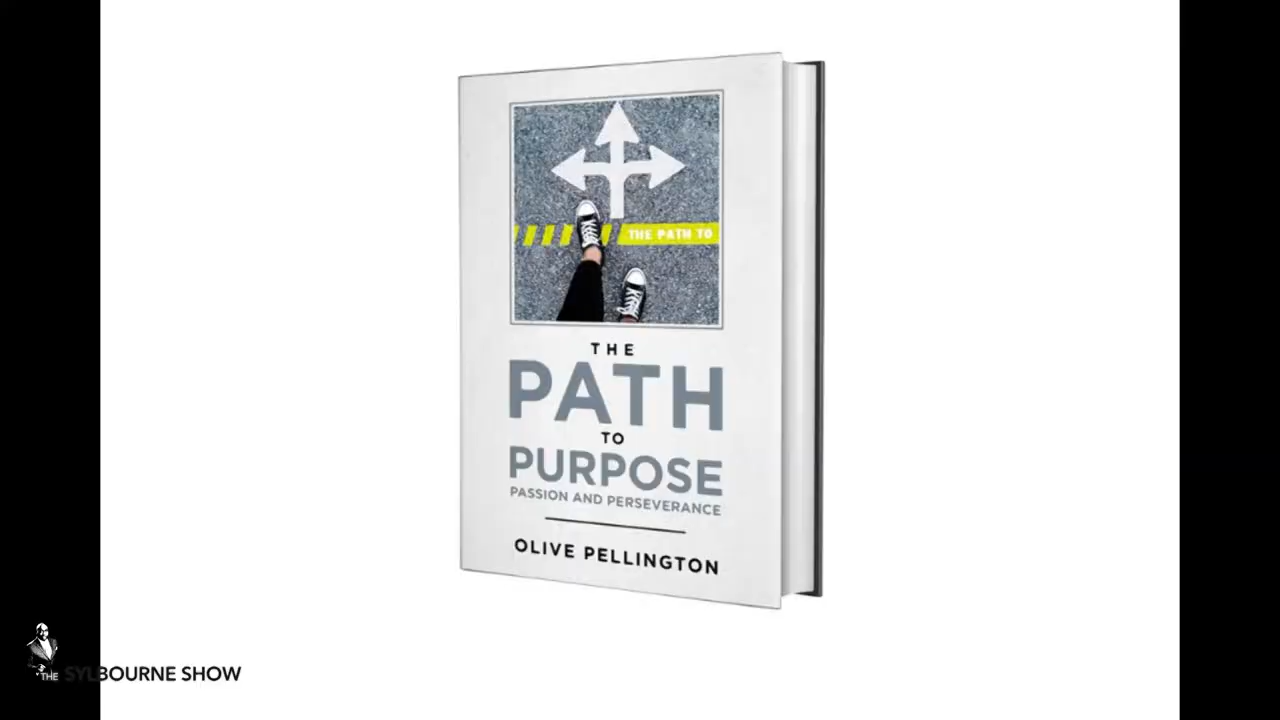 THE PATH TO
THE
PATH
TO
PURPOSE
PASSION AND PERSEVERANCE
OLIVE PELLINGTON
THE SYLBOURNE SHOW